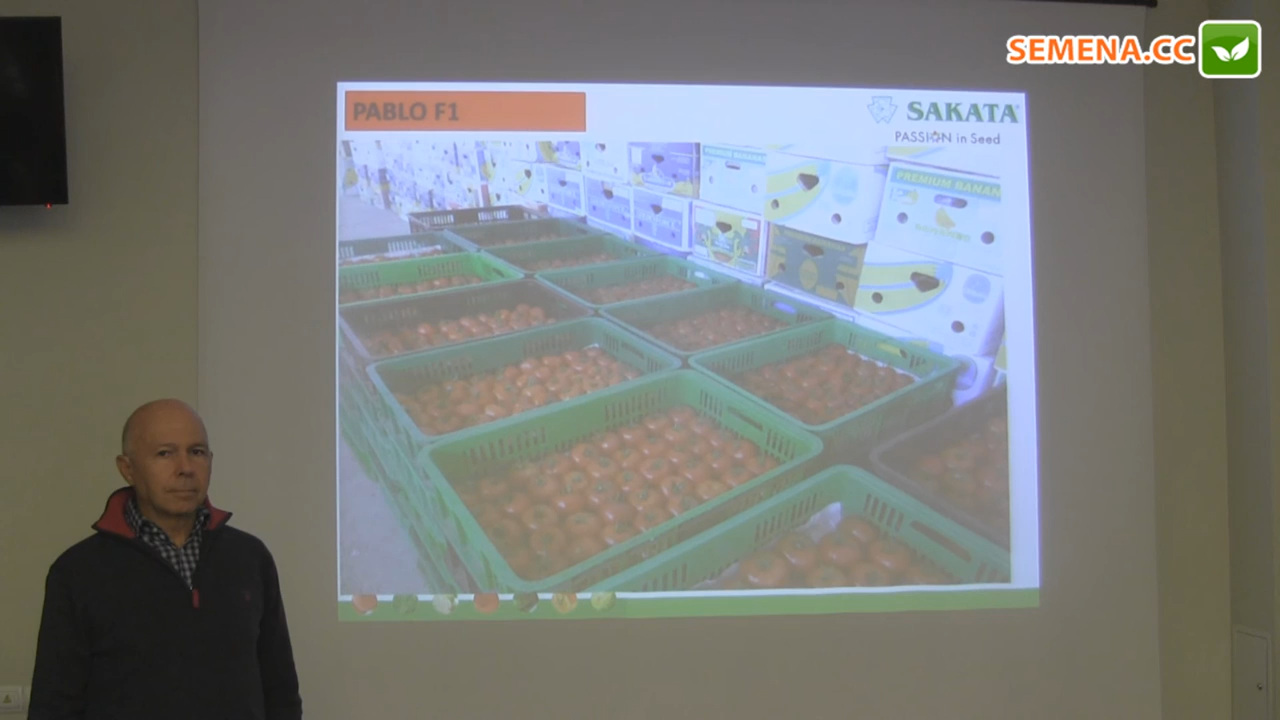 SEMENA.CC
PABLO F1
SAKATA
PASSION in Seed
PREMIUM BANAN